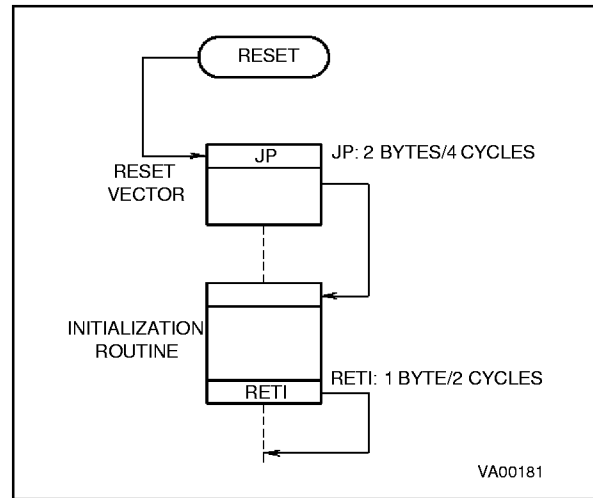 RESET
JP
JP: 2 BYTES/4 CYCLES
RESET
VECTOR
INITIALIZATION
ROUTINE
RETI: 1 BYTE/2 CYCLES
RETI
VA00181